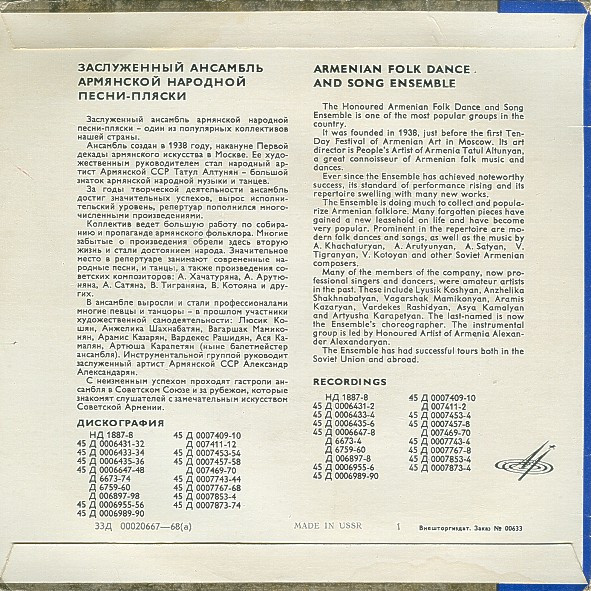 ЗАСЛУЖЕННЫЙ АНСАМБЛЬ
АРМЯНСКОЙ НАРОДНОЙ
ПЕСНИ-ПЛЯСКИ
Заслуженный ансамбль армянской народной
песни-пляски – один из популярных коллективов
нашей страны.
Ансамбль создан в 1938 году, накануне Первой
декады армянского искусства в Москве. Ее худо-
жественным руководителем стал народный ар-
тист Армянской ССР Татул Алтунян – большой
знаток армянской народной музыки и танцев.
За годы творческой деятельности ансамбль
достиг значительных успехов, вырос исполни-
тельский уровень, репертуар пополнился много-
численными произведениями.
Коллектив ведет большую работу по собира-
нию и пропаганде армянского фольклора. Многие
забытые о произведения обрели здесь вторую
жизнь и стали достоянием народа. Значительное
место в репертуаре занимают современные на-
родные песни, и танцы, а также произведения со-
ветских композиторов: А. Хачатуряна, А. Арутю-
няна, А. Сатяна, В. Тиграняна, В. Котояна и дру-
гих.
В ансамбле выросли и стали профессионалами
многие певцы и танцоры – в прошлом участники
художественной самодеятельности: Люсик Ко-
шян, Анжелика Шахнабатян, Вагаршак Мамико-
нян, Арамис Казарян, Вардекес Рашидян, Ася Ка-
малян, Артюша Карапетян (ныне балетмейстер
ансамбля). Инструментальной группой руководит
заслуженный артист Армянской ССР Александр
Александарян.
С неизменным успехом проходят гастроли ан-
самбля в Советском Союзе и за рубежом, которые
знакомят слушателей с замечательным искусством
Советской Армении.
ДИСКОГРАФИЯ
НД 1887-8
45 Д 0006431-32
45 Д 0006433-34
45 Д 0006435-36
45 Д 0006647-48
Д 6673-74
Д 6759-60
Д 006897-98
45 Д 0006955-56
45 Д 0006989-90
45 Д 0007409-10
Д 007411-12
45 Д 0007453-54
45 Д 0007457-58
Д 007469-70
45 Д 0007743-44
45 Д 0007767-68
45 Д 0007853-4
45 Д 0007873-74
ARMENIAN FOLK DANCE
AND SONG ENSEMBLE
The Honoured Armenian Folk Dance and Song
Ensemble is one of the most popular groups in the
country.
It was founded in 1938, just before the first Ten-
Day Festival of Armenian Art in Moscow. Its art
director is People's Artist of Armenia Tatul Altunyan,
a great connoisseur of Armenian folk music and
dances.
Ever since the Ensemble has achieved noteworthy
success, its standard of performance rising and its
repertoire swelling with many new works.
The Ensemble is doing much to collect and popula-
rize Armenian folklore. Many forgotten pieces have
gained a new leasehold on life and have become
very popular. Prominent in the repertoire are mo-
dern folk dances and songs, as well as the music by
A. Khachaturyan, A. Arutyunyan, A. Satyan, V.
Tigranyan, V. Kotoyan and other Soviet Armenian
composers.
Many of the members of the company, now pro-
fessional singers and dancers, were amateur artists
in the past. These include Lyusik Koshyan, Anzhelika
Shakhnabatyan, Vagarshak Mamikonyan, Aramis
Kazaryan, Vardekes Rashidyan, Asya Kamalyan
and Artyusha Karapetyan. The last-named is now
the Ensemble's choreographer. The instrumental
group is led by Honoured Artist of Armenia Alexan-
der Alexandoryan.
The Ensemble has had successful tours both in the
Soviet Union and abroad.
RECORDINGS
НД 1887-8
45 Д 0006431-2
45 Д 0006433-4
45 Д 0006435-6
45 Д 0006647-8
Д 6673-4
Д 6759-60
Д 006897-8
45 Д 0006955-6
45 Д 0006989-90
45 Д 0007409-10
Д 007411-2
45 Д 0007453-4
45 Д 0007457-8
Д 007469-70
45 Д 0007743-4
45 Д 0007767-8
45 Д 0007853-4
45 Д 0007873-4
33Д 00020667—68(а)
MADE IN USSR
1
Внешторгиздат. Заказ № 00633